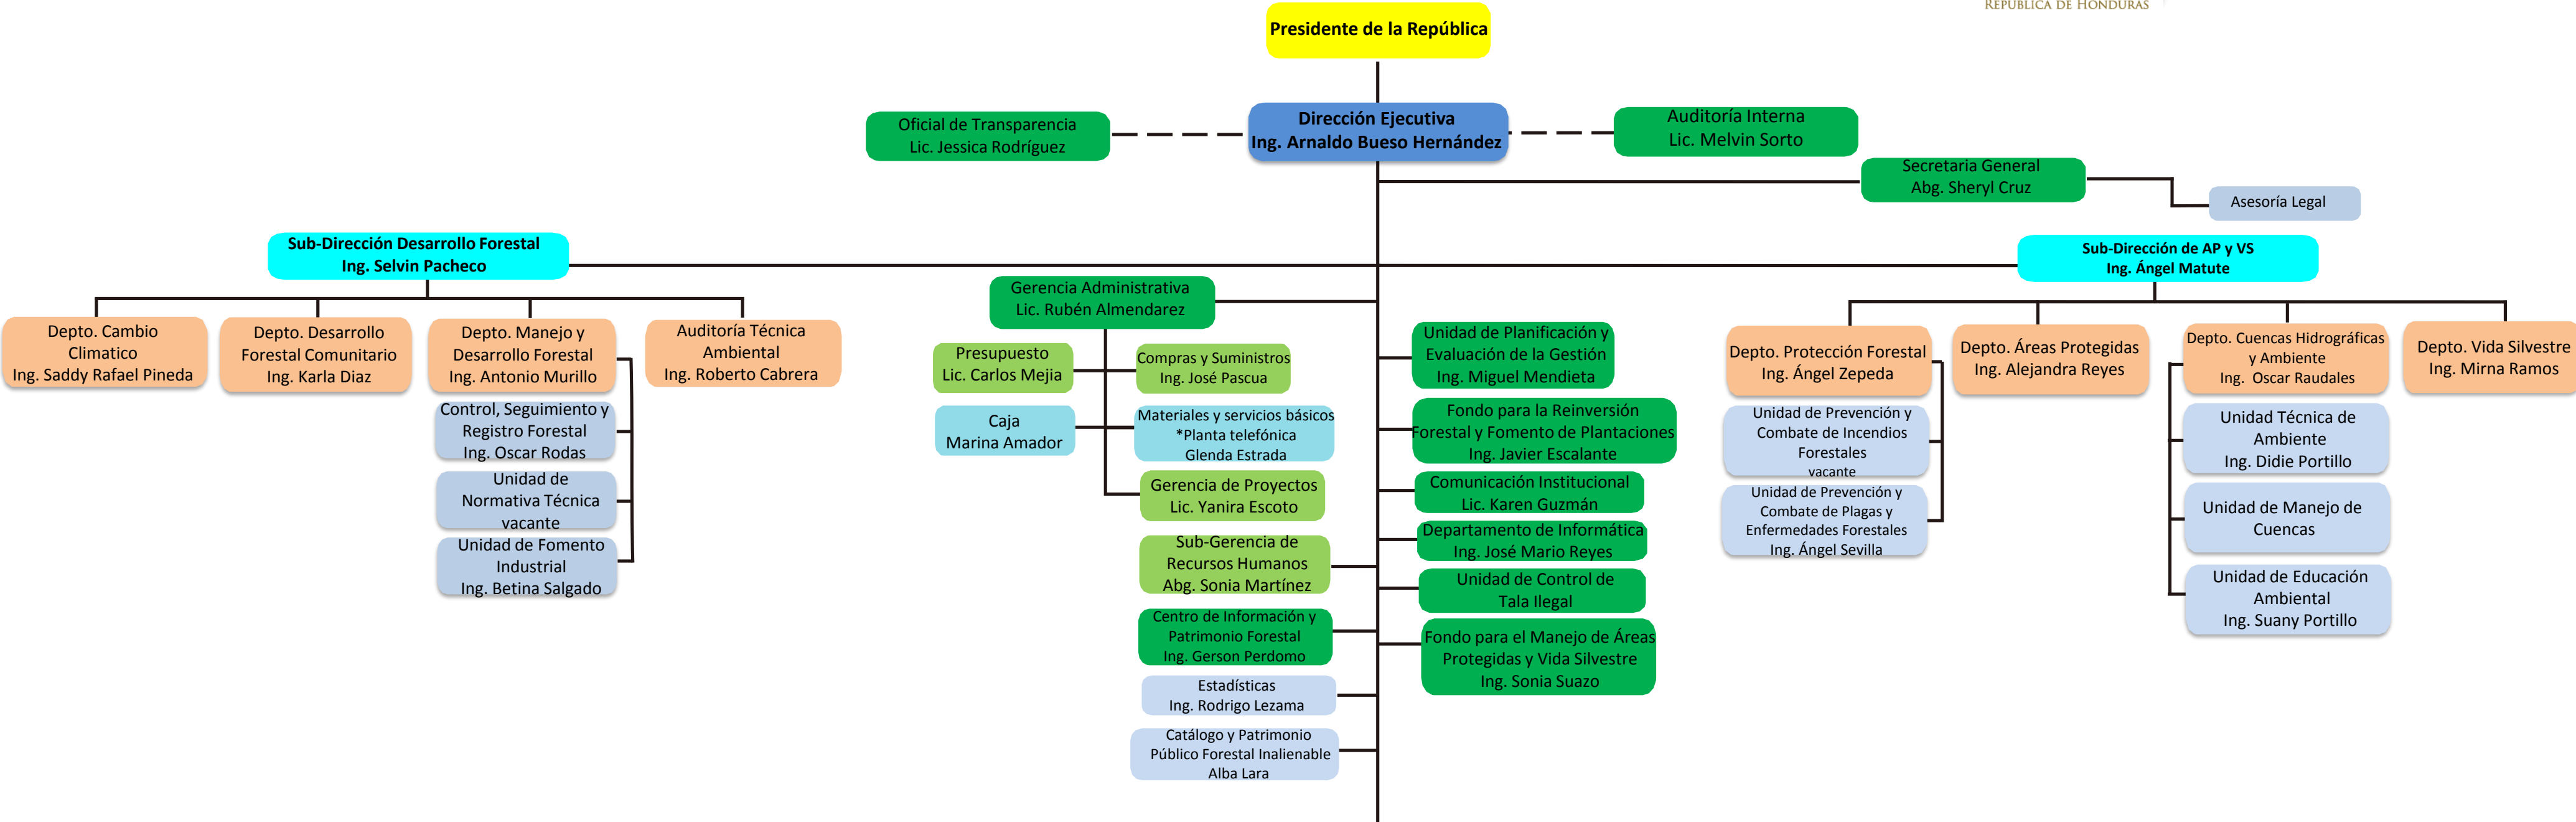 REPÚBLICA DE HONDURAS
Presidente de la República
Dirección Ejecutiva
Ing. Arnaldo Bueso Hernández
Oficial de Transparencia
Lic. Jessica Rodríguez
Auditoría Interna
Lic. Melvin Sorto
Secretaria General
Abg. Sheryl Cruz
Asesoría Legal
Sub-Dirección Desarrollo Forestal
Ing. Selvin Pacheco
Sub-Dirección de AP y VS
Ing. Ángel Matute
Depto. Cambio
Climatico
Ing. Saddy Rafael Pineda
Depto. Desarrollo
Forestal Comunitario
Ing. Karla Diaz
Depto. Manejo y
Desarrollo Forestal
Ing. Antonio Murillo
Auditoría Técnica
Ambiental
Ing. Roberto Cabrera
Control, Seguimiento y
Registro Forestal
Ing. Oscar Rodas
Unidad de
Normativa Técnica
vacante
Unidad de Fomento
Industrial
Ing. Betina Salgado
Gerencia Administrativa
Lic. Rubén Almendarez
Presupuesto
Lic. Carlos Mejia
Compras y Suministros
Ing. José Pascua
Caja
Marina Amador
Materiales y servicios básicos
*Planta telefónica
Glenda Estrada
Gerencia de Proyectos
Lic. Yanira Escoto
Sub-Gerencia de
Recursos Humanos
Abg. Sonia Martínez
Centro de Información y
Patrimonio Forestal
Ing. Gerson Perdomo
Estadísticas
Ing. Rodrigo Lezama
Catálogo y Patrimonio
Público Forestal Inalienable
Alba Lara
Unidad de Planificación y
Evaluación de la Gestión
Ing. Miguel Mendieta
Fondo para la Reinversión
Forestal y Fomento de Plantaciones
Ing. Javier Escalante
Comunicación Institucional
Lic. Karen Guzmán
Departamento de Informática
Ing. José Mario Reyes
Unidad de Control de
Tala Ilegal
Fondo para el Manejo de Áreas
Protegidas y Vida Silvestre
Ing. Sonia Suazo
Depto. Protección Forestal
Ing. Ángel Zepeda
Depto. Áreas Protegidas
Ing. Alejandra Reyes
Depto. Cuencas Hidrográficas
y Ambiente
Ing. Oscar Raudales
Depto. Vida Silvestre
Ing. Mirna Ramos
Unidad de Prevención y
Combate de Incendios
Forestales
vacante
Unidad de Prevención y
Combate de Plagas y
Enfermedades Forestales
Ing. Ángel Sevilla
Unidad Técnica de
Ambiente
Ing. Didie Portillo
Unidad de Manejo de
Cuencas
Unidad de Educación
Ambiental
Ing. Suany Portillo